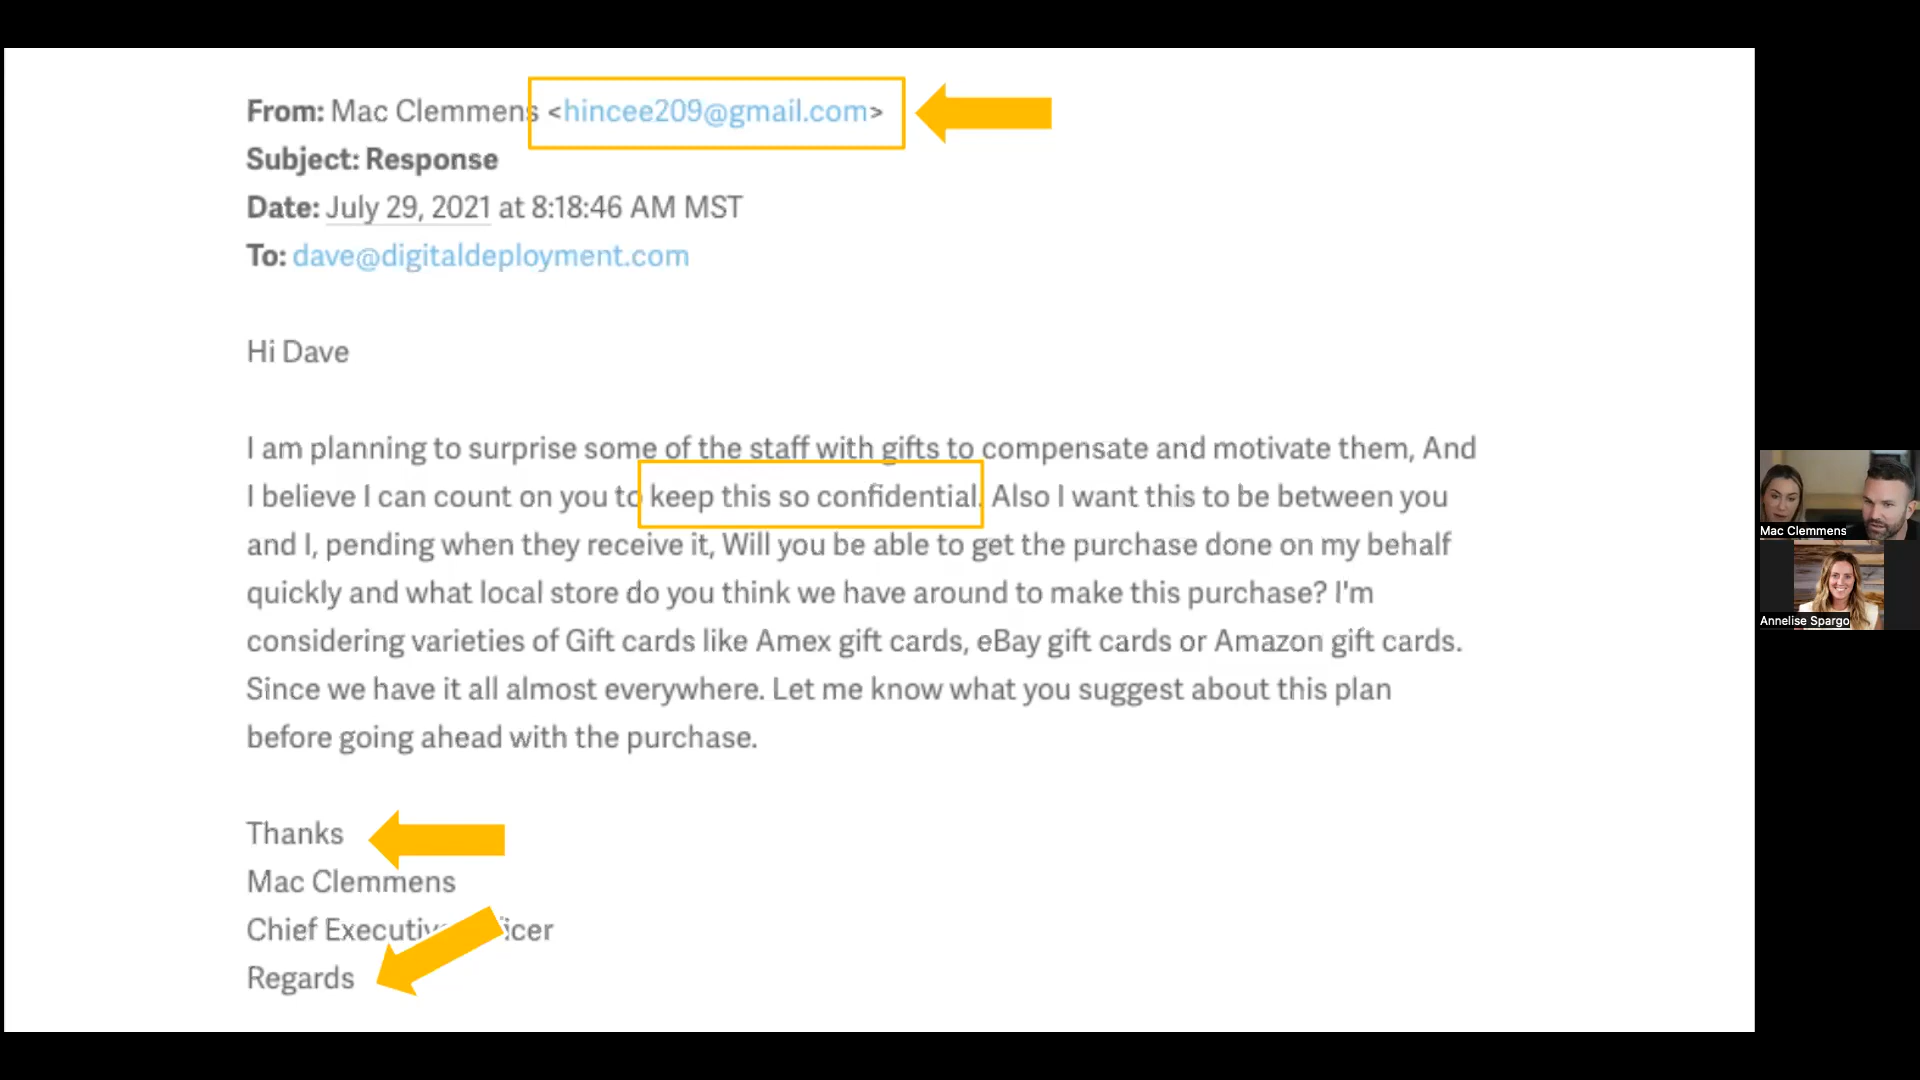 From: Mac Clemmens <hincee209@gmail.com>
Subject: Response
Date: July 29, 2021 at 8:18:46 AM MST
To: dave@digitaldeployment.com
Hi Dave
I am planning to surprise some of the staff with gifts to compensate and motivate them, And
I believe I can count on you to keep this so confidential. Also I want this to be between you
and I, pending when they receive it, Will you be able to get the purchase done on my behalf
quickly and what local store do you think we have around to make this purchase? I'm
considering varieties of Gift cards like Amex gift cards, eBay gift cards or Amazon gift cards.
Since we have it all almost everywhere. Let me know what you suggest about this plan
before going ahead with the purchase.
Thanks
Mac Clemmens
Chief Executive Officer
Regards
Mac Clemmens
Annelise Spargo